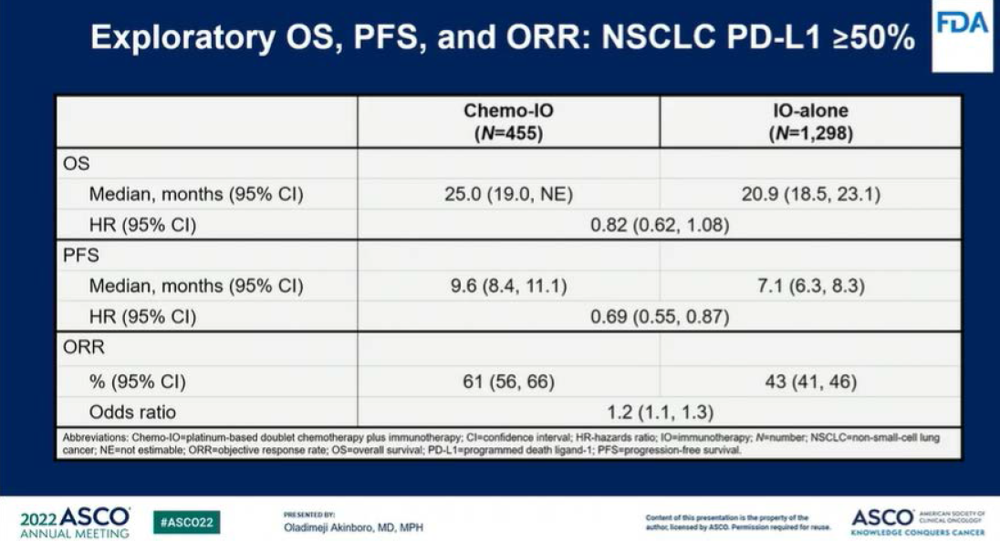 Exploratory OS, PFS, and ORR: NSCLC PD-L1 ≥50%
FDA
Chemo-IO IO-alone
(N=455) (N=1,298)
OS
Median, months (95% CI) 25.0 (19.0, NE) 20.9 (18.5, 23.1)
HR (95% CI) 0.82 (0.62, 1.08)
PFS
Median, months (95% CI) 9.6 (8.4, 11.1) 7.1 (6.3, 8.3)
HR (95% CI) 0.69 (0.55, 0.87)
ORR
% (95% CI) 61 (56, 66) 43 (41, 46)
Odds ratio 1.2 (1.1, 1.3)
Abbreviations: Chemo-IO=platinum-based doublet chemotherapy plus immunotherapy; CI=confidence interval; HR-hazards ratio; IO=immunotherapy; N=number; NSCLC=non-small-cell lung
cancer; NE=not estimable; ORR=objective response rate; OS=overall survival; PD-L1=programmed death ligand-1; PFS=progression-free survival.
2022 ASCO
ANNUAL MEETING
#ASCO22
PRESENTED BY:
Oladimeji Akinboro, MD, MPH
Content of this presentation is the property of the
author, licensed by ASCO. Permission required for reuse.
ASCO AMERICAN SOCIETY OF
CLINICAL ONCOLOGY
KNOWLEDGE CONQUERS CANCER